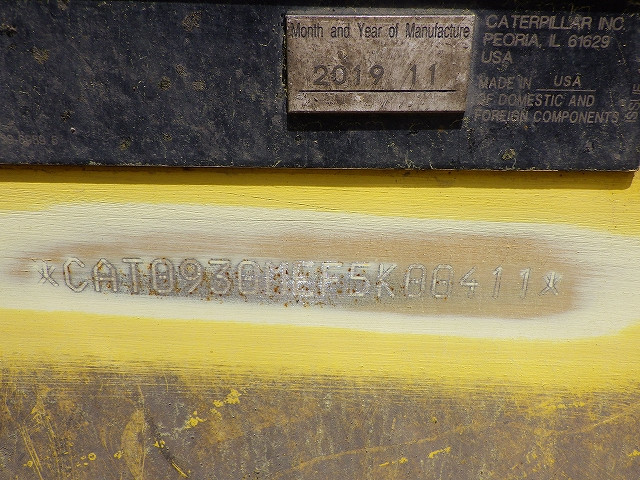 Month and Year of Manufacture
2019 11
CATERPILLAR INC
PEORIA, IL 61629
USA
MADE IN USA
OF DOMESTIC AND
FOREIGN COMPONENTS
*CAT0930MEF5K00411*